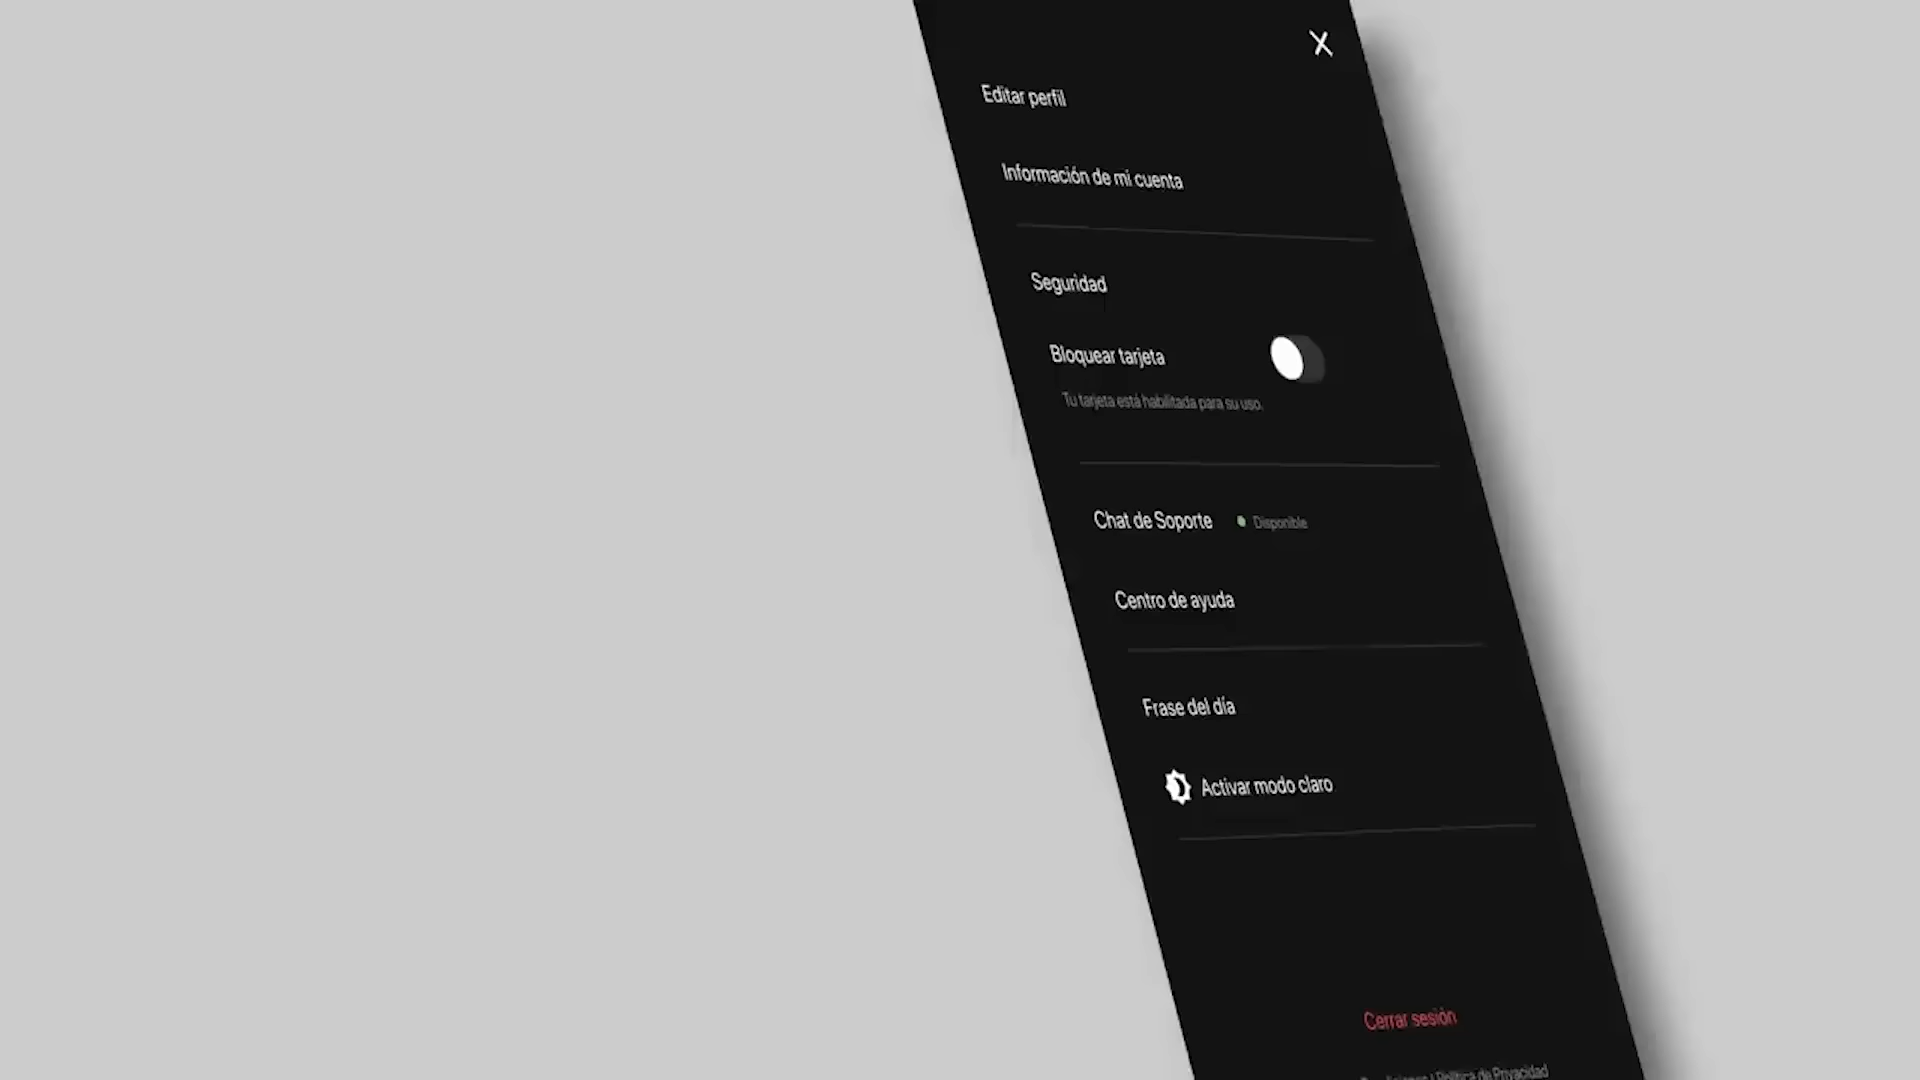 Editar perfil
Información de mi cuenta
Seguridad
Bloquear tarjeta
Tu tarjeta está habilitada para su uso.
Chat de Soporte
Disponible
Centro de ayuda
Frase del día
Activar modo claro
Cerrar sesión
| Política de Privacidad